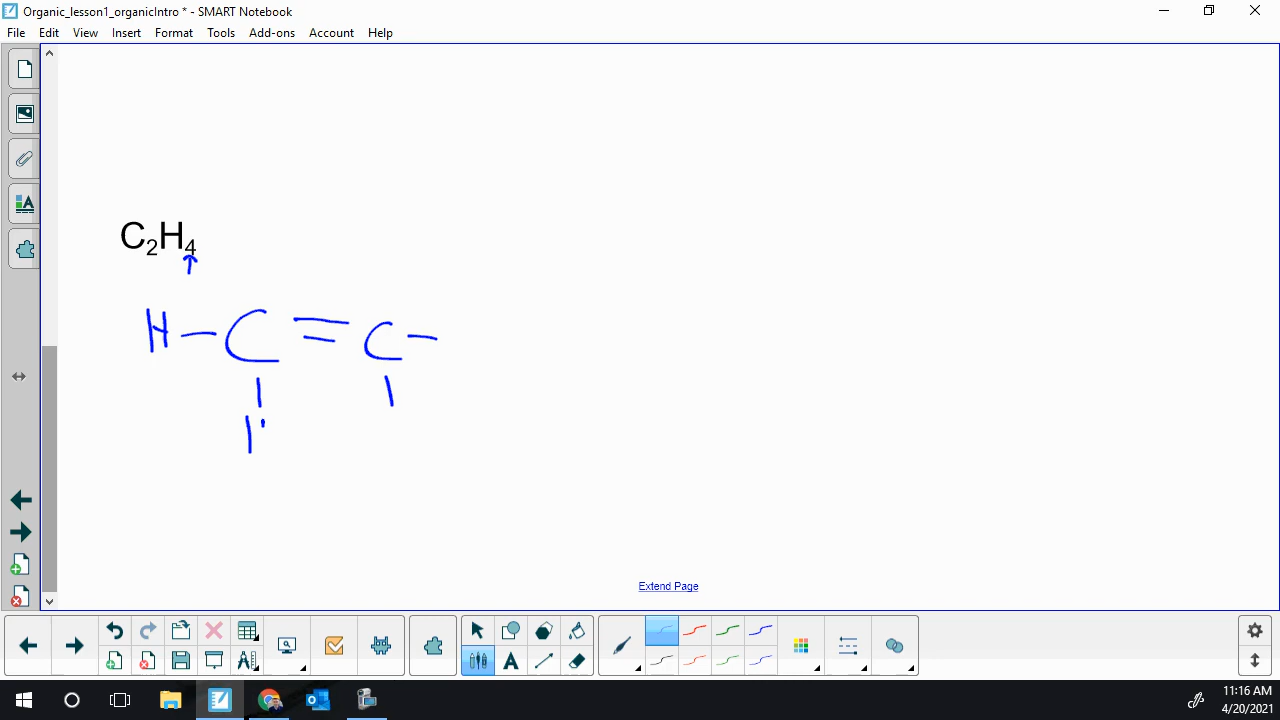 Organic_lesson1_organicIntro * - SMART Notebook
File Edit View Insert Format Tools Add-ons Account Help
C₂H₄
H – C = C –
Extend Page
11:16 AM
4/20/2021